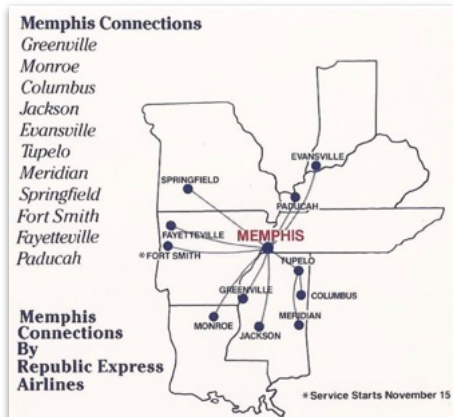 Memphis Connections
Greenville
Monroe
Columbus
Jackson
Evansville
Tupelo
Meridian
Springfield
Fort Smith
Fayetteville
Paducah
Memphis
Connections
By
Republic Express
Airlines
EVANSVILLE
SPRINGFIELD
PADUCAH
FAYETTEVILLE
MEMPHIS
*FORT SMITH
TUPELO
GREENVILLE
COLUMBUS
MONROE
MERIDIAN
JACKSON
*Service Starts November 15